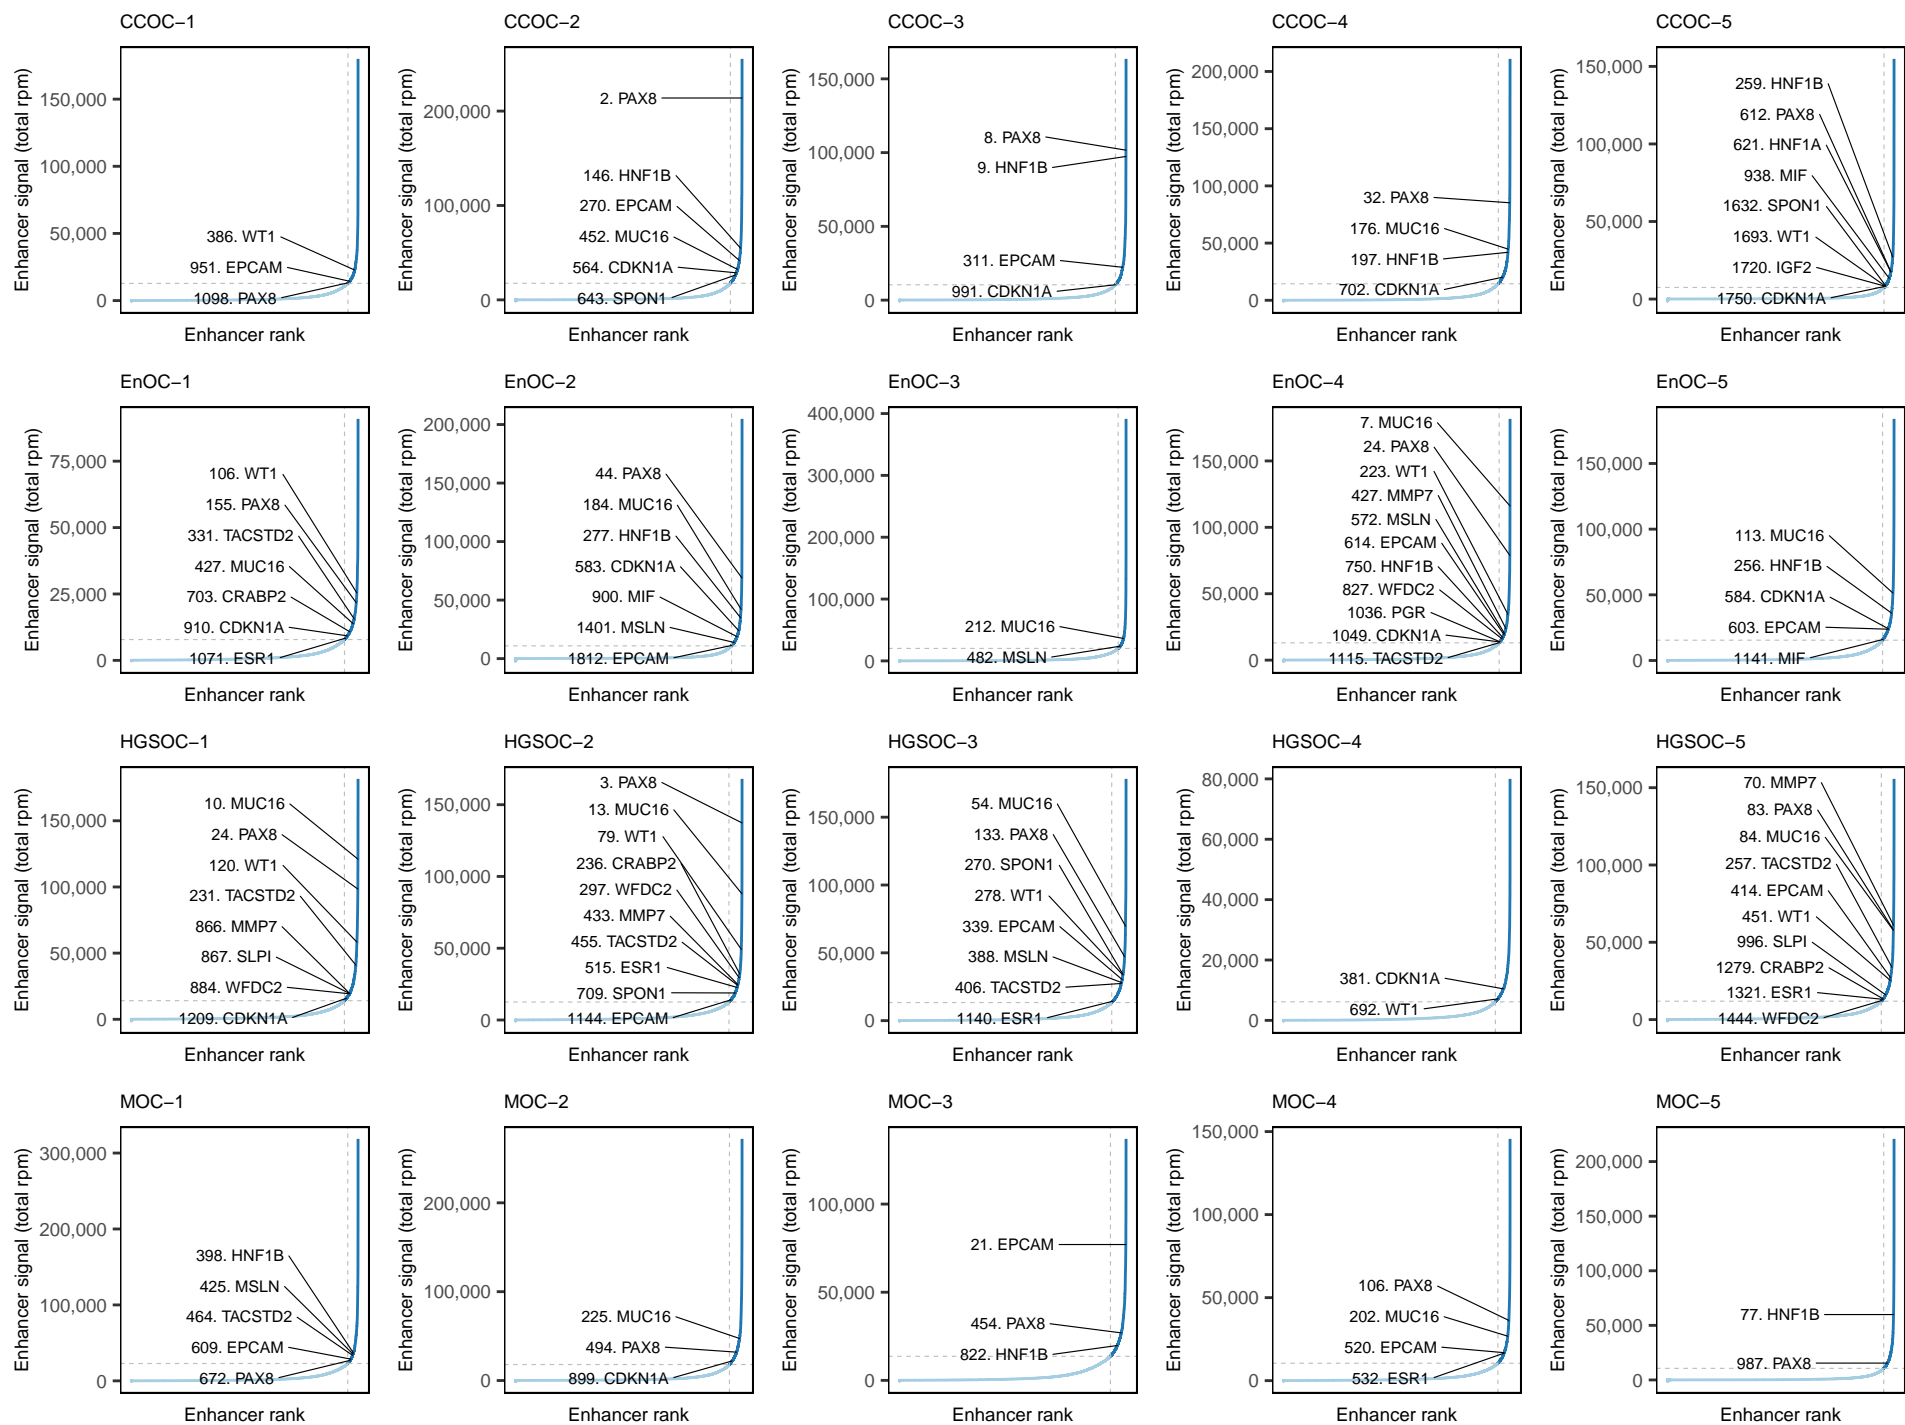 CCOC−1
Enhancer signal (total rpm)
150,000
100,000
50,000
0
386. WT1
951. EPCAM
1098. PAX8
Enhancer rank
CCOC−2
Enhancer signal (total rpm)
200,000
100,000
0
2. PAX8
146. HNF1B
270. EPCAM
452. MUC16
564. CDKN1A
643. SPON1
Enhancer rank
CCOC−3
Enhancer signal (total rpm)
150,000
100,000
50,000
0
8. PAX8
9. HNF1B
311. EPCAM
991. CDKN1A
Enhancer rank
CCOC−4
Enhancer signal (total rpm)
200,000
150,000
100,000
50,000
0
32. PAX8
176. MUC16
197. HNF1B
702. CDKN1A
Enhancer rank
CCOC−5
Enhancer signal (total rpm)
150,000
100,000
50,000
0
259. HNF1B
612. PAX8
621. HNF1A
938. MIF
1632. SPON1
1693. WT1
1720. IGF2
1750. CDKN1A
Enhancer rank
EnOC−1
Enhancer signal (total rpm)
75,000
50,000
25,000
0
106. WT1
155. PAX8
331. TACSTD2
427. MUC16
703. CRABP2
910. CDKN1A
1071. ESR1
Enhancer rank
EnOC−2
Enhancer signal (total rpm)
200,000
150,000
100,000
50,000
0
44. PAX8
184. MUC16
277. HNF1B
583. CDKN1A
900. MIF
1401. MSLN
1812. EPCAM
Enhancer rank
EnOC−3
Enhancer signal (total rpm)
400,000
300,000
200,000
100,000
0
212. MUC16
482. MSLN
Enhancer rank
EnOC−4
Enhancer signal (total rpm)
150,000
100,000
50,000
0
7. MUC16
24. PAX8
223. WT1
427. MMP7
572. MSLN
614. EPCAM
750. HNF1B
827. WFDC2
1036. PGR
1049. CDKN1A
1115. TACSTD2
Enhancer rank
EnOC−5
Enhancer signal (total rpm)
150,000
100,000
50,000
0
113. MUC16
256. HNF1B
584. CDKN1A
603. EPCAM
1141. MIF
Enhancer rank
HGSOC−1
Enhancer signal (total rpm)
150,000
100,000
50,000
0
10. MUC16
24. PAX8
120. WT1
231. TACSTD2
866. MMP7
867. SLPI
884. WFDC2
1209. CDKN1A
Enhancer rank
HGSOC−2
Enhancer signal (total rpm)
150,000
100,000
50,000
0
3. PAX8
13. MUC16
79. WT1
236. CRABP2
297. WFDC2
433. MMP7
455. TACSTD2
515. ESR1
709. SPON1
1144. EPCAM
Enhancer rank
HGSOC−3
Enhancer signal (total rpm)
150,000
100,000
50,000
0
54. MUC16
133. PAX8
270. SPON1
278. WT1
339. EPCAM
388. MSLN
406. TACSTD2
1140. ESR1
Enhancer rank
HGSOC−4
Enhancer signal (total rpm)
80,000
60,000
40,000
20,000
0
381. CDKN1A
692. WT1
Enhancer rank
HGSOC−5
Enhancer signal (total rpm)
150,000
100,000
50,000
0
70. MMP7
83. PAX8
84. MUC16
257. TACSTD2
414. EPCAM
451. WT1
996. SLPI
1279. CRABP2
1321. ESR1
1444. WFDC2
Enhancer rank
MOC−1
Enhancer signal (total rpm)
300,000
200,000
100,000
0
398. HNF1B
425. MSLN
464. TACSTD2
609. EPCAM
672. PAX8
Enhancer rank
MOC−2
Enhancer signal (total rpm)
200,000
100,000
0
225. MUC16
494. PAX8
899. CDKN1A
Enhancer rank
MOC−3
Enhancer signal (total rpm)
100,000
50,000
0
21. EPCAM
454. PAX8
822. HNF1B
Enhancer rank
MOC−4
Enhancer signal (total rpm)
150,000
100,000
50,000
0
106. PAX8
202. MUC16
520. EPCAM
532. ESR1
Enhancer rank
MOC−5
Enhancer signal (total rpm)
200,000
150,000
100,000
50,000
0
77. HNF1B
987. PAX8
Enhancer rank